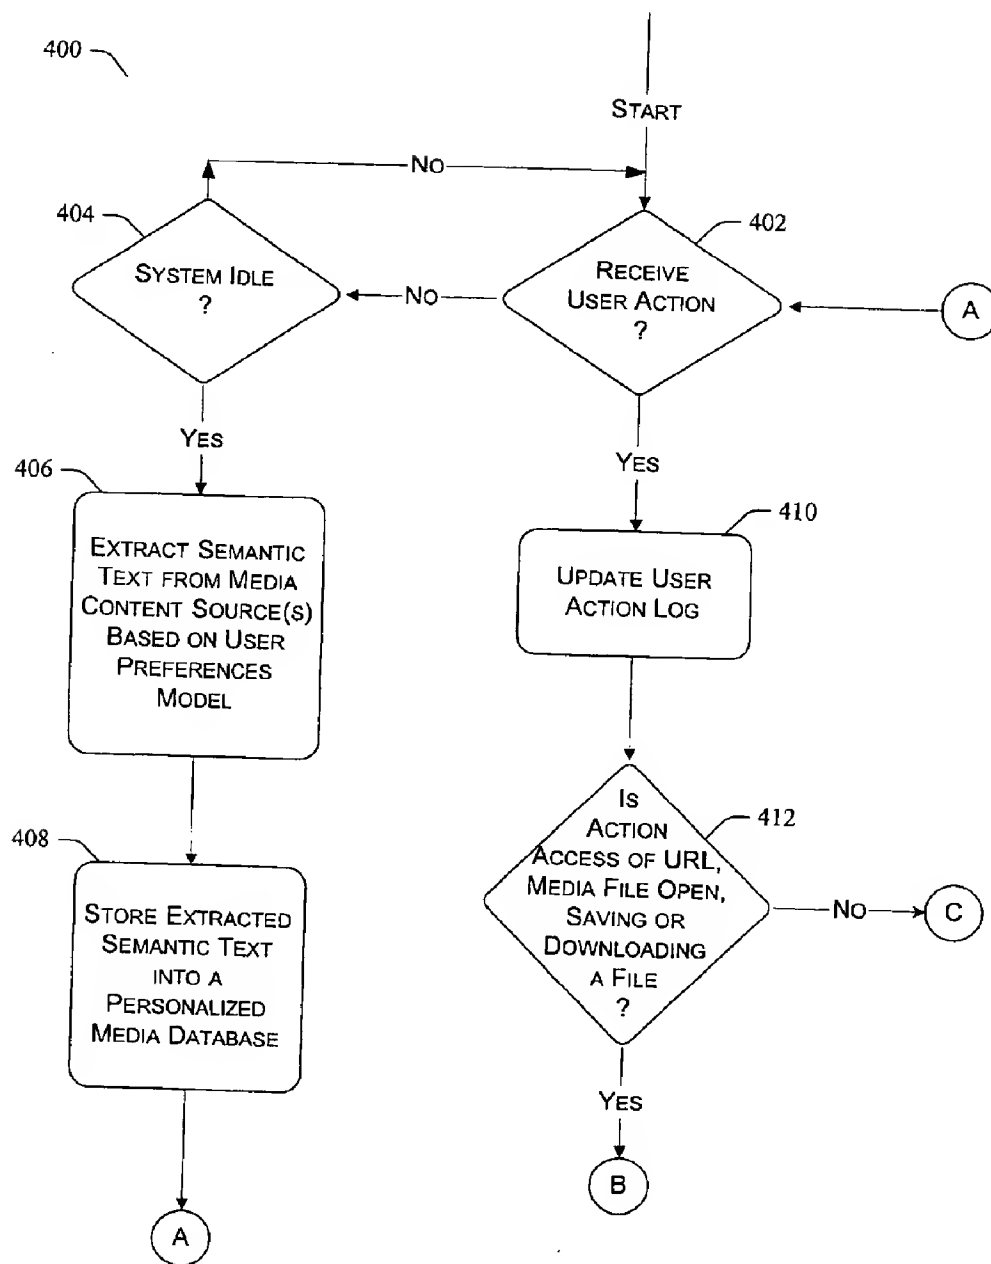 400
START
NO
404
402
SYSTEM IDLE
?
NO
RECEIVE
USER ACTION
?
A
YES
YES
406
410
EXTRACT SEMANTIC
TEXT FROM MEDIA
CONTENT SOURCE(S)
BASED ON USER
PREFERENCES
MODEL
UPDATE USER
ACTION LOG
408
412
IS
ACTION
ACCESS OF URL,
MEDIA FILE OPEN,
SAVING OR
DOWNLOADING
A FILE
?
NO
C
STORE EXTRACTED
SEMANTIC TEXT
INTO A
PERSONALIZED
MEDIA DATABASE
YES
B
A